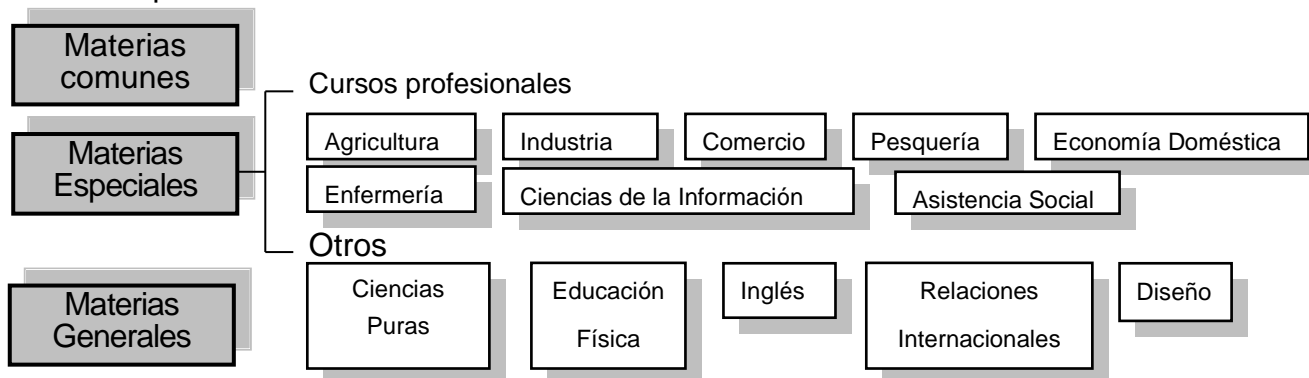 Materias
comunes
Cursos profesionales
Materias
Especiales
Agricultura
Industria
Comercio
Pesquería
Economía Doméstica
Enfermería
Ciencias de la Información
Asistencia Social
Otros
Materias
Generales
Ciencias
Puras
Educación
Física
Inglés
Relaciones
Internacionales
Diseño